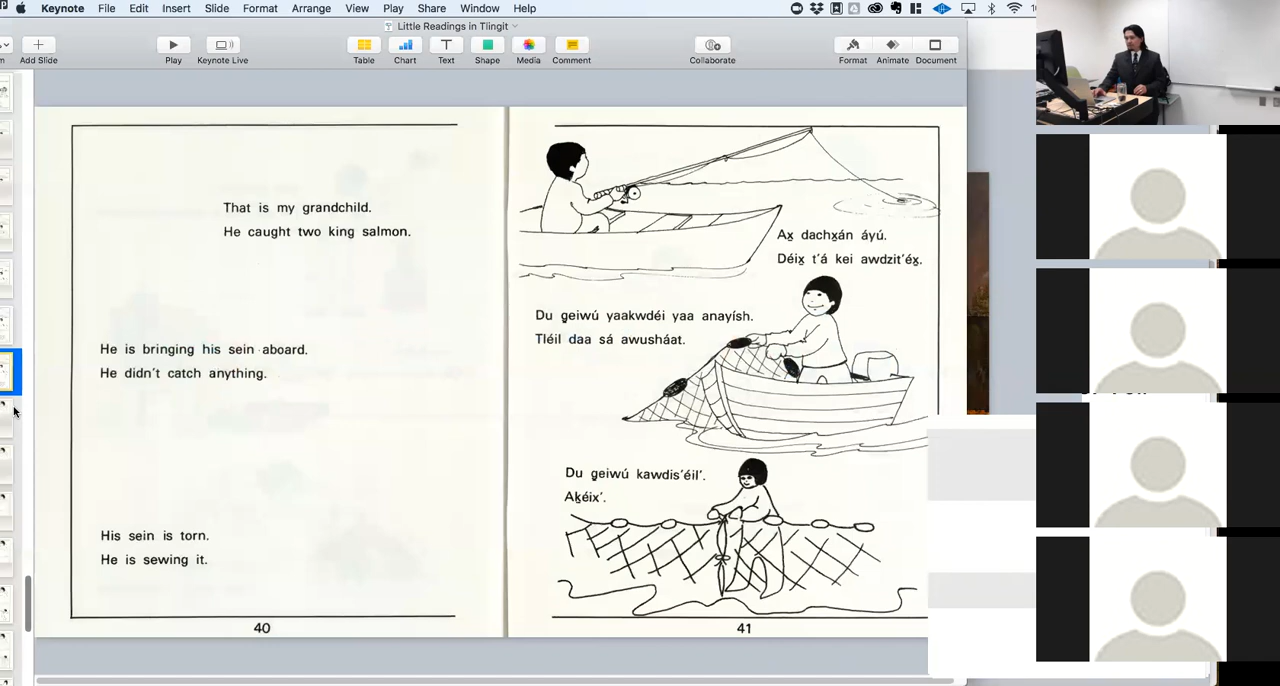 Keynote File Edit Insert Slide Format Arrange View Play Share Window Help
Little Readings in Tlingit
Add Slide Play Keynote Live Table Chart Text Shape Media Comment Collaborate Format Animate Document
That is my grandchild.
He caught two king salmon.
He is bringing his sein aboard.
He didn't catch anything.
His sein is torn.
He is sewing it.
40
Ax̱ dachx̱án áyú.
Déix̱ t'á kei awdzit'éx̱.
Du g̱eiwú yaakwdéi yaa anayísh.
Tléil daa sá awusháat.
Du g̱eiwú kawdis'éil'.
Aḵéix'.
41